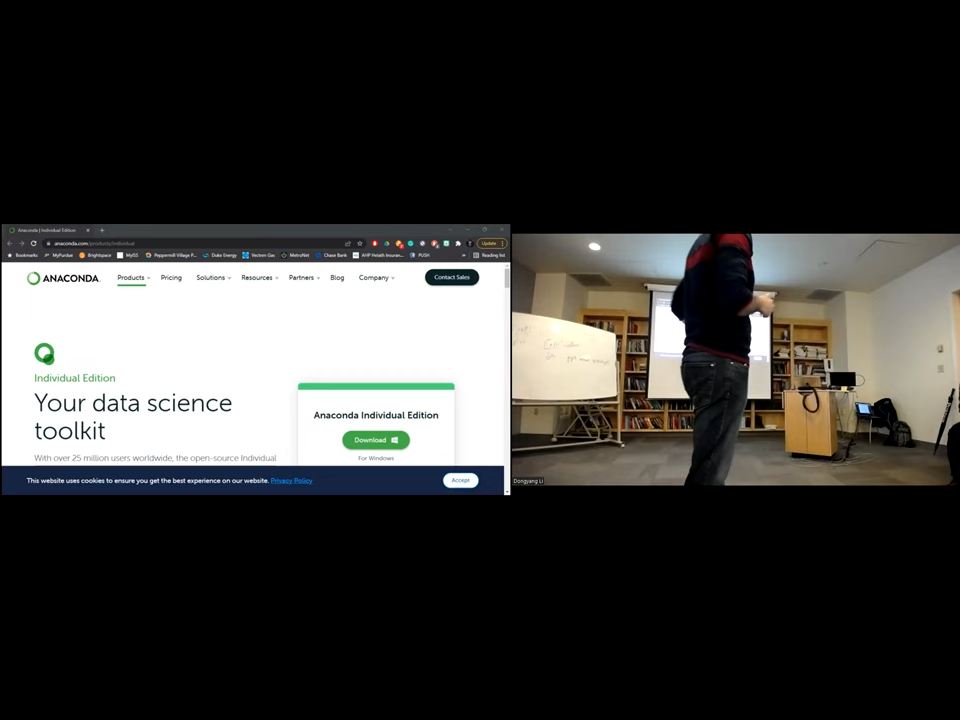 Anaconda | Individual Edition
anaconda.com/products/individual
Update
Bookmarks MyPurdue Brightspace MyISS Peppermill Village P... Duke Energy Vectren Gas MetroNet Chase Bank AHP Helath Insuran... PUSH Reading list
ANACONDA. Products Pricing Solutions Resources Partners Blog Company Contact Sales
Individual Edition
Your data science
toolkit
With over 25 million users worldwide, the open-source Individual
Anaconda Individual Edition
Download
For Windows
This website uses cookies to ensure you get the best experience on our website. Privacy Policy
Accept
Dongyang Li